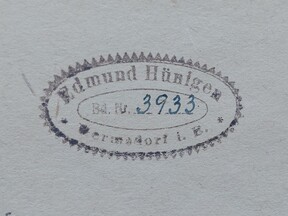 Edmund Hünigen
Bd. Nr. 3933
* Hermsdorf i. E. *